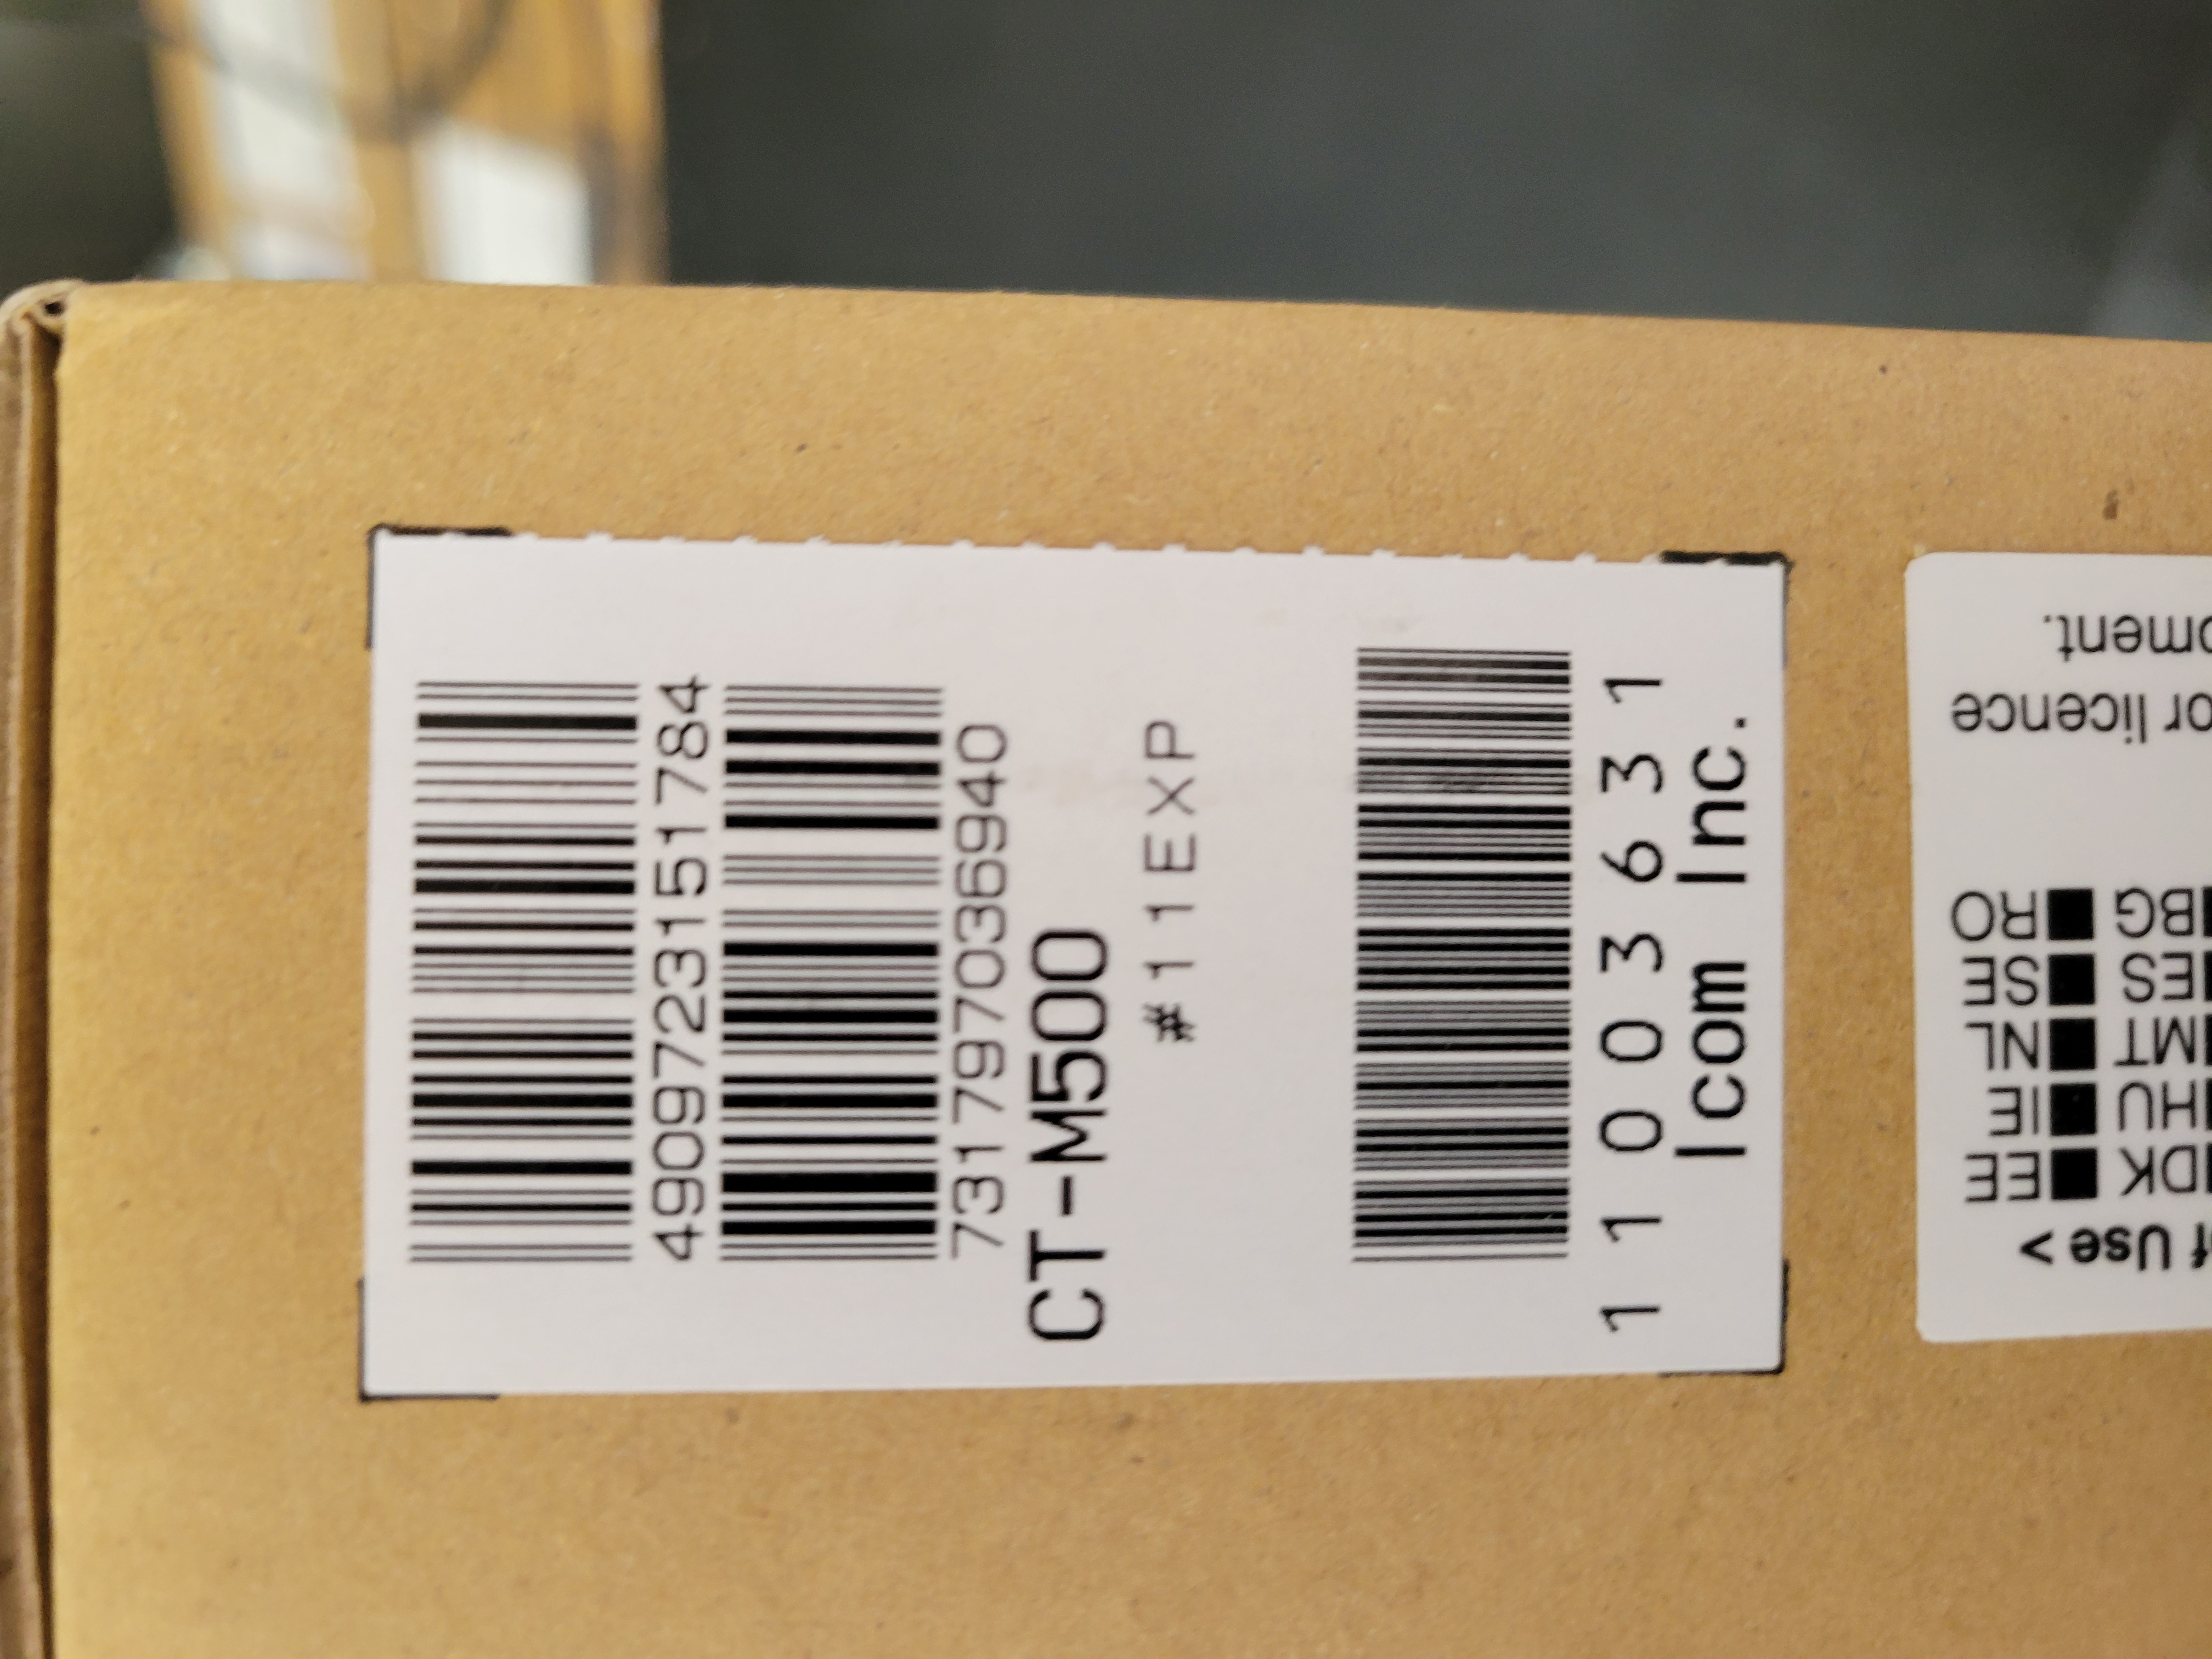 4909723151784
731797036940
CT-M500
#11EXP
11003631
Icom Inc.
f Use >
EE
DK
IE
HU
NL
MT
SE
ES
RO
BG
or licence
oment.